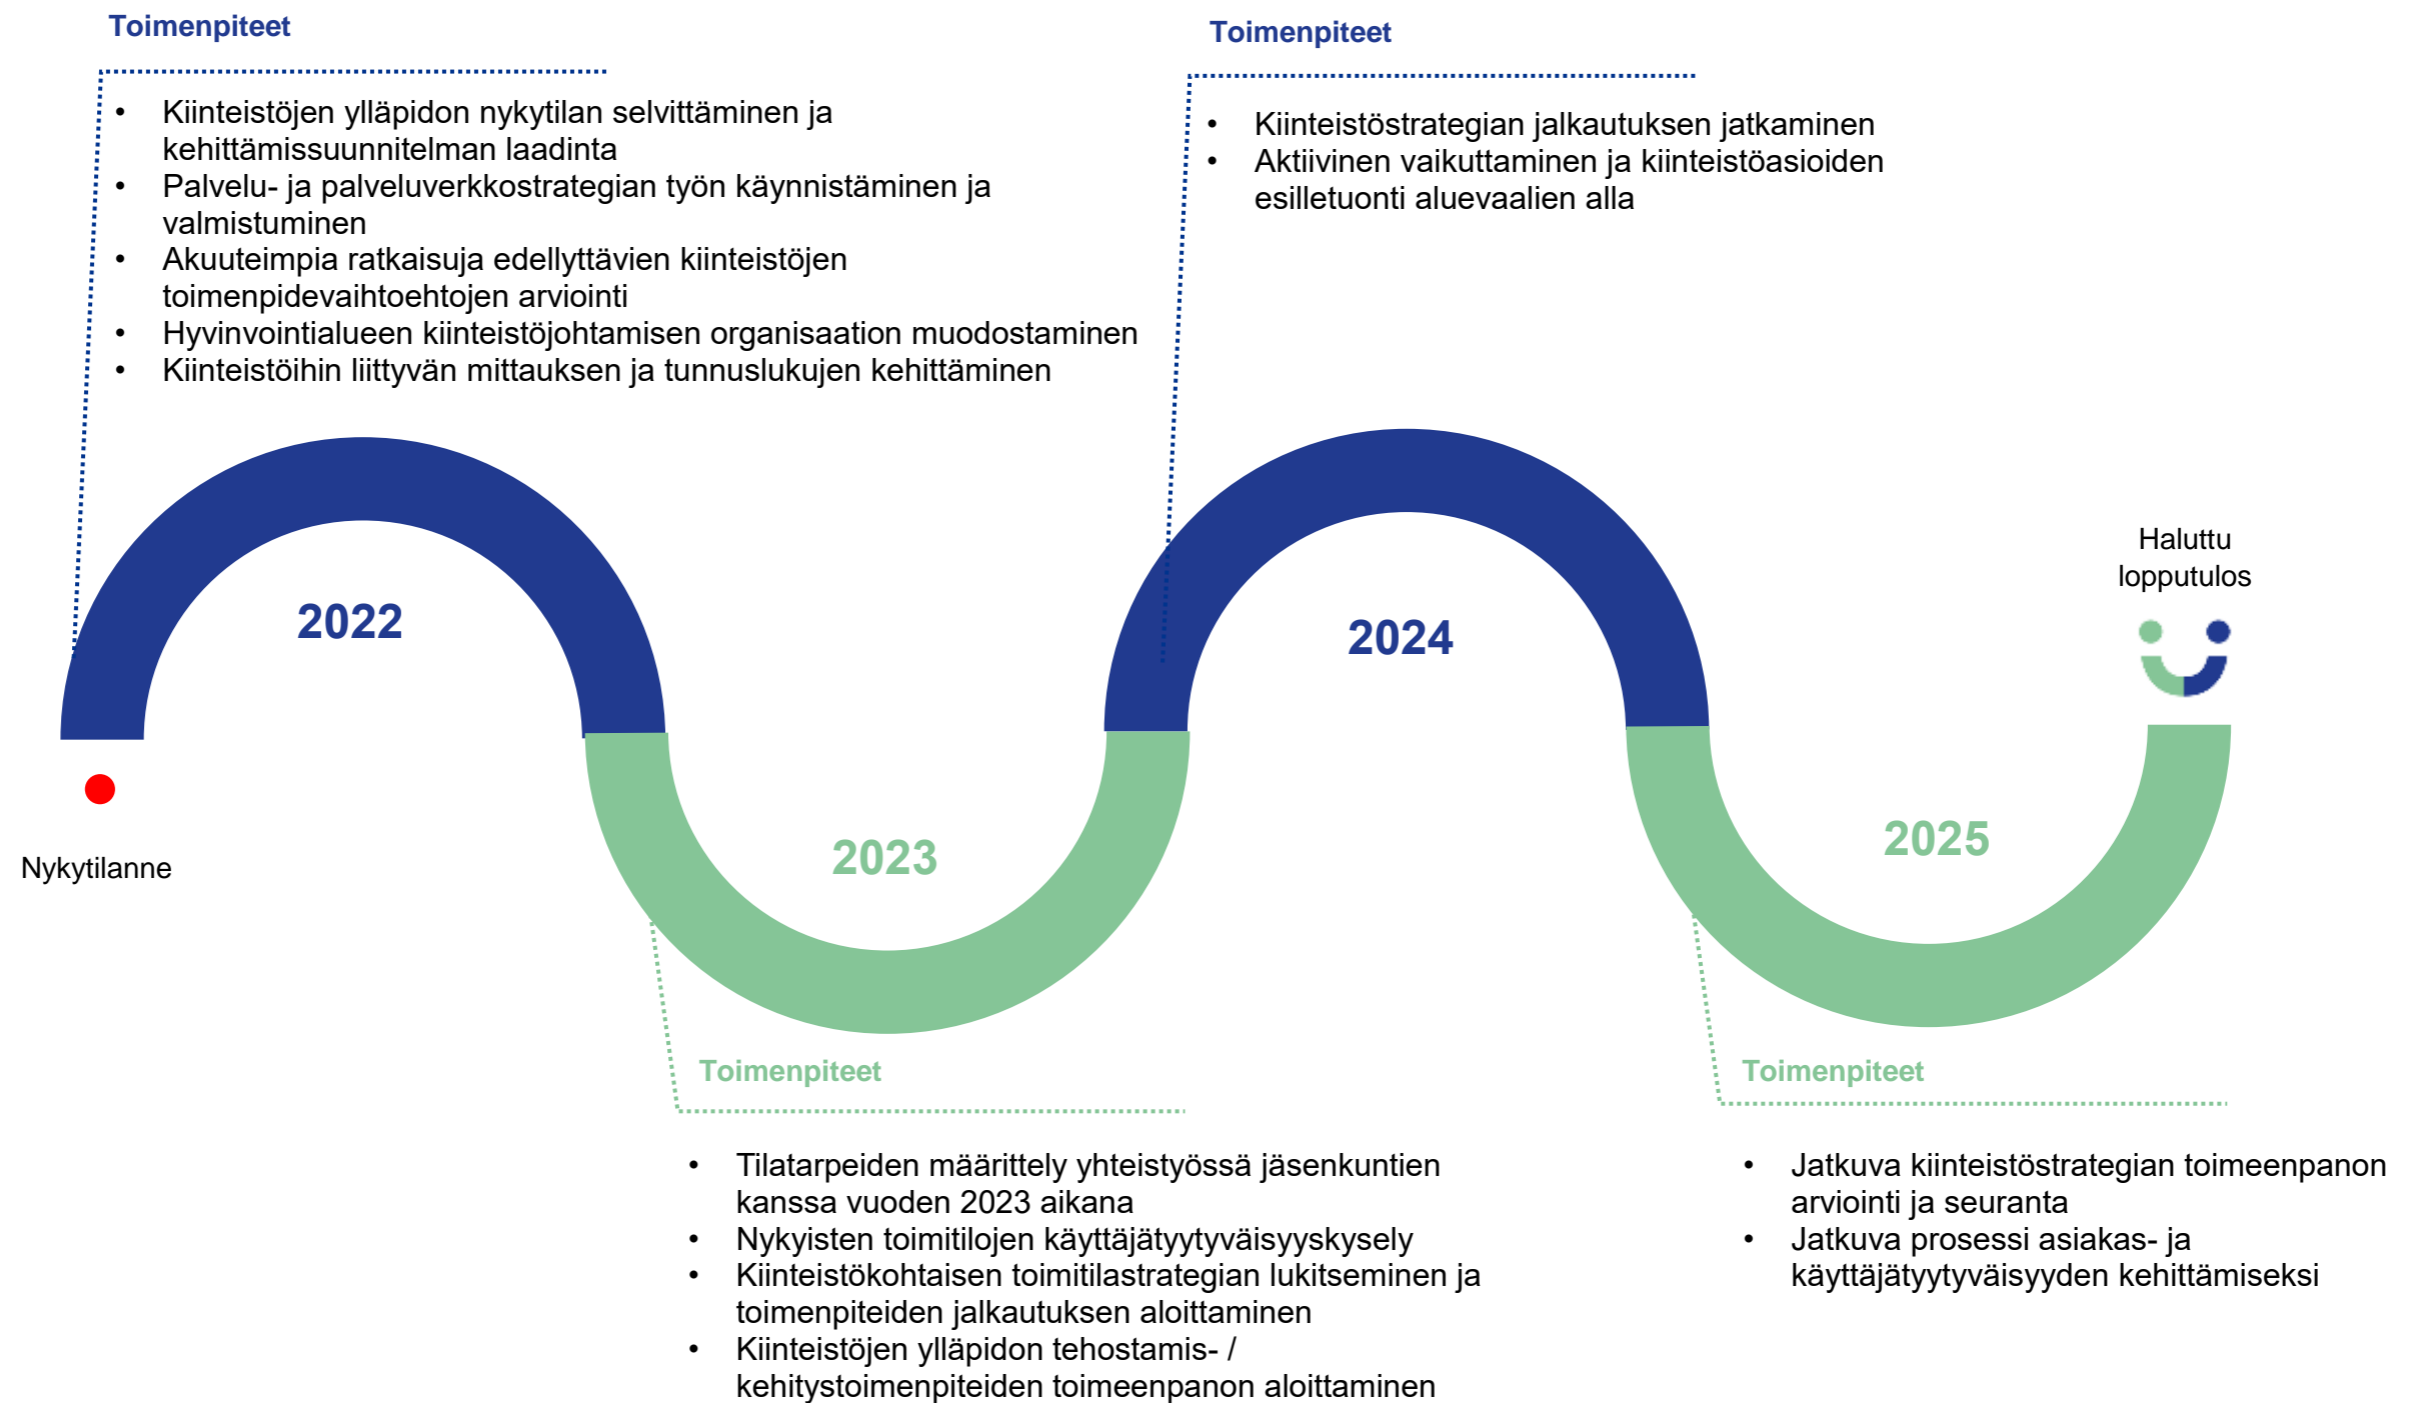 Toimenpiteet
• Kiinteistöjen ylläpidon nykytilan selvittäminen ja
kehittämissuunnitelman laadinta
• Palvelu- ja palveluverkkostrategian työn käynnistäminen ja
valmistuminen
• Akuuteimpia ratkaisuja edellyttävien kiinteistöjen
toimenpidevaihtoehtojen arviointi
• Hyvinvointialueen kiinteistöjohtamisen organisaation muodostaminen
• Kiinteistöihin liittyvän mittauksen ja tunnuslukujen kehittäminen
Toimenpiteet
• Kiinteistöstrategian jalkautuksen jatkaminen
• Aktiivinen vaikuttaminen ja kiinteistöasioiden
esilletuonti aluevaalien alla
2022
2024
Haluttu
lopputulos
Nykytilanne
2023
2025
Toimenpiteet
• Tilatarpeiden määrittely yhteistyössä jäsenkuntien
kanssa vuoden 2023 aikana
• Nykyisten toimitilojen käyttäjätyytyväisyyskysely
• Kiinteistökohtaisen toimitilastrategian lukitseminen ja
toimenpiteiden jalkautuksen aloittaminen
• Kiinteistöjen ylläpidon tehostamis- /
kehitystoimenpiteiden toimeenpanon aloittaminen
Toimenpiteet
• Jatkuva kiinteistöstrategian toimeenpanon
arviointi ja seuranta
• Jatkuva prosessi asiakas- ja
käyttäjätyytyväisyyden kehittämiseksi